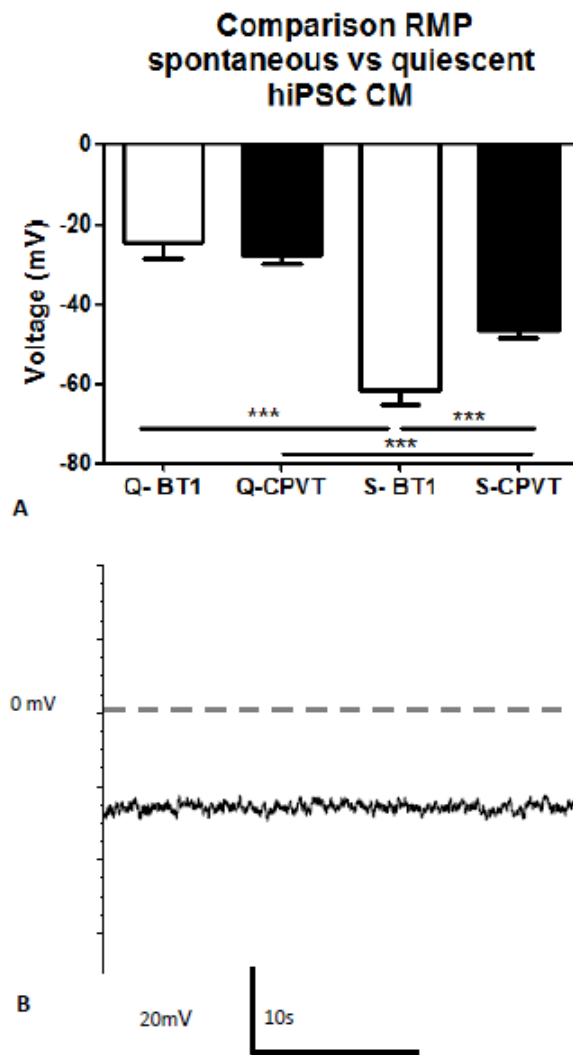 Comparison RMP
spontaneous vs quiescent
hiPSC CM
0
-20
-40
-60
-80
Voltage (mV)
***
***
***
Q- BT1 Q-CPVT S- BT1 S-CPVT
A
0 mV
B
20mV
10s